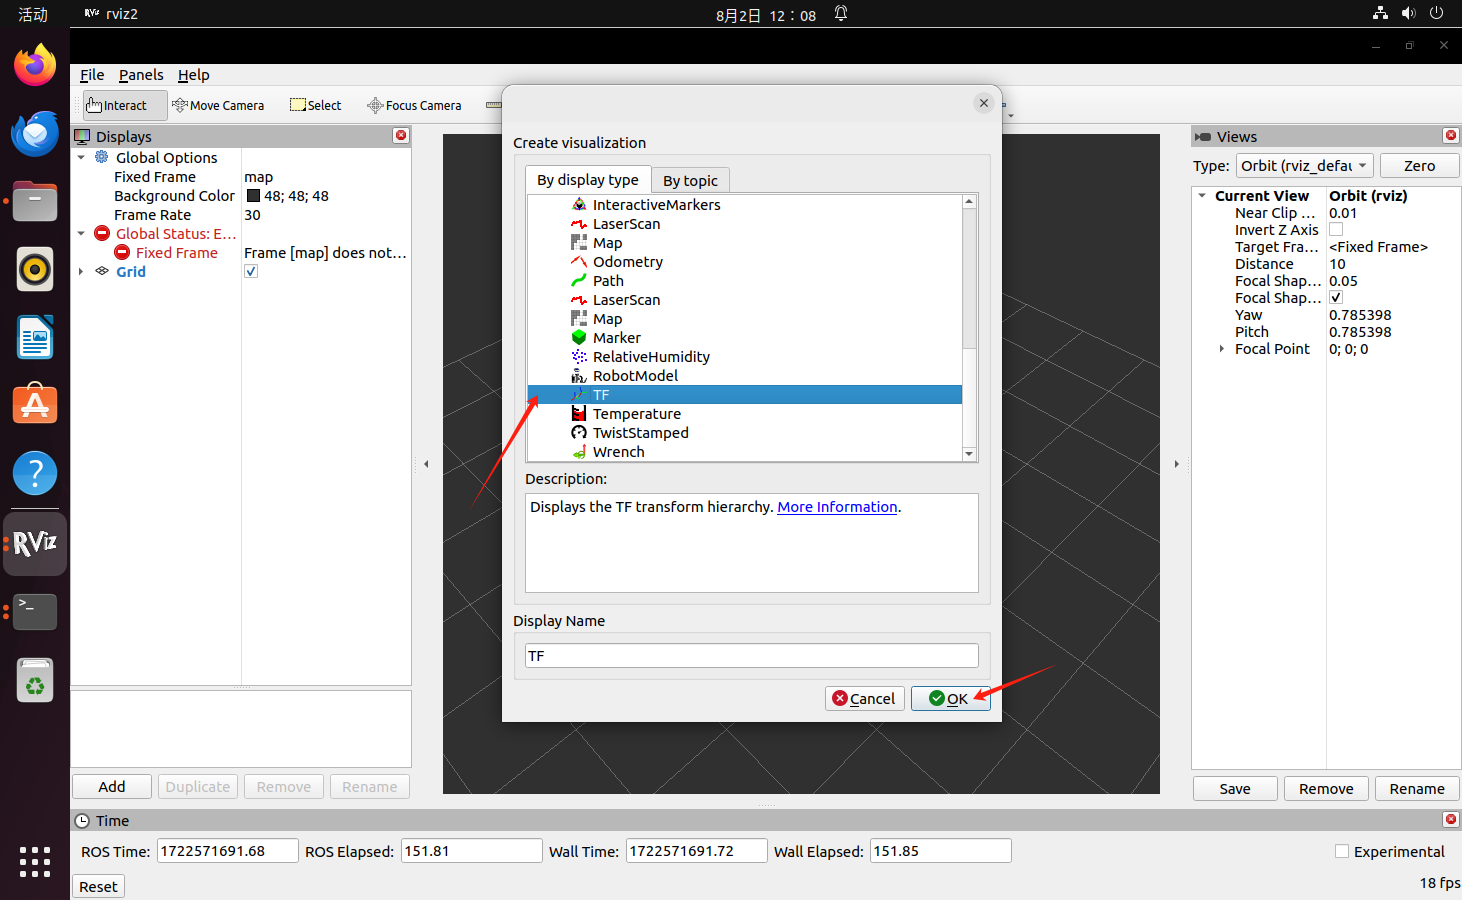 活动
RViz rviz2
8月2日 12：08
File Panels Help
Interact Move Camera Select Focus Camera
Displays
Global Options
Fixed Frame map
Background Color 48; 48; 48
Frame Rate 30
Global Status: E...
Fixed Frame Frame [map] does not...
Grid
Add Duplicate Remove Rename
Create visualization
By display type By topic
InteractiveMarkers
LaserScan
Map
Odometry
Path
LaserScan
Map
Marker
RelativeHumidity
RobotModel
TF
Temperature
TwistStamped
Wrench
Description:
Displays the TF transform hierarchy. More Information.
Display Name
TF
Cancel OK
Views
Type: Orbit (rviz_defau Zero
Current View Orbit (rviz)
Near Clip ... 0.01
Invert Z Axis
Target Fra... <Fixed Frame>
Distance 10
Focal Shap... 0.05
Focal Shap...
Yaw 0.785398
Pitch 0.785398
Focal Point 0; 0; 0
Save Remove Rename
RViz
Time
ROS Time: 1722571691.68 ROS Elapsed: 151.81 Wall Time: 1722571691.72 Wall Elapsed: 151.85 Experimental
Reset 18 fps